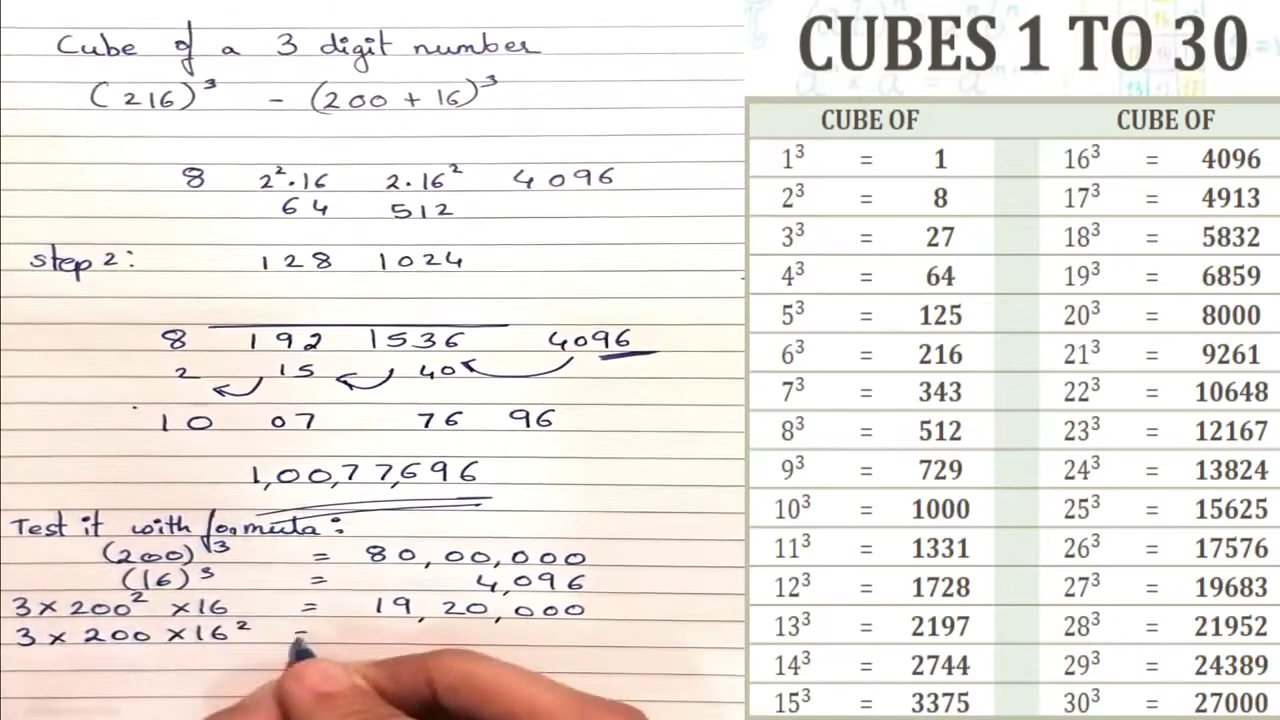 Cube of a 3 digit number
(216)³ - (200 + 16)³
8 2²·16 2·16² 4096
64 512
step 2: 128 1024
8 192 1536 4096
2 15 40
10 07 76 96
1,00,77,696
Test it with formula:
(200)³ = 80,00,000
(16)³ = 4,096
3 × 200² × 16 = 19,20,000
3 × 200 × 16² =
CUBES 1 TO 30
CUBE OF CUBE OF
1³ = 1 16³ = 4096
2³ = 8 17³ = 4913
3³ = 27 18³ = 5832
4³ = 64 19³ = 6859
5³ = 125 20³ = 8000
6³ = 216 21³ = 9261
7³ = 343 22³ = 10648
8³ = 512 23³ = 12167
9³ = 729 24³ = 13824
10³ = 1000 25³ = 15625
11³ = 1331 26³ = 17576
12³ = 1728 27³ = 19683
13³ = 2197 28³ = 21952
14³ = 2744 29³ = 24389
15³ = 3375 30³ = 27000